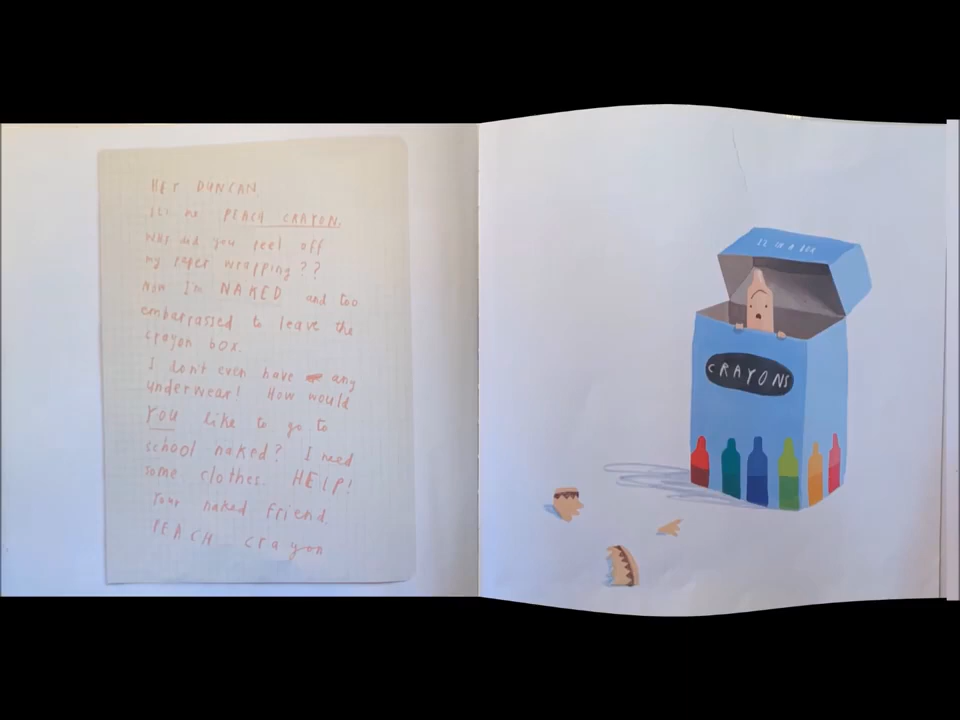 HEY DUNCAN
It's me PEACH CRAYON.
Why did you peel off
my paper wrapping??
Now I'm NAKED and too
embarrassed to leave the
crayon box.
I don't even have any
underwear! How would
YOU like to go to
school naked? I need
some clothes. HELP!
Your naked friend,
PEACH crayon
CRAYONS